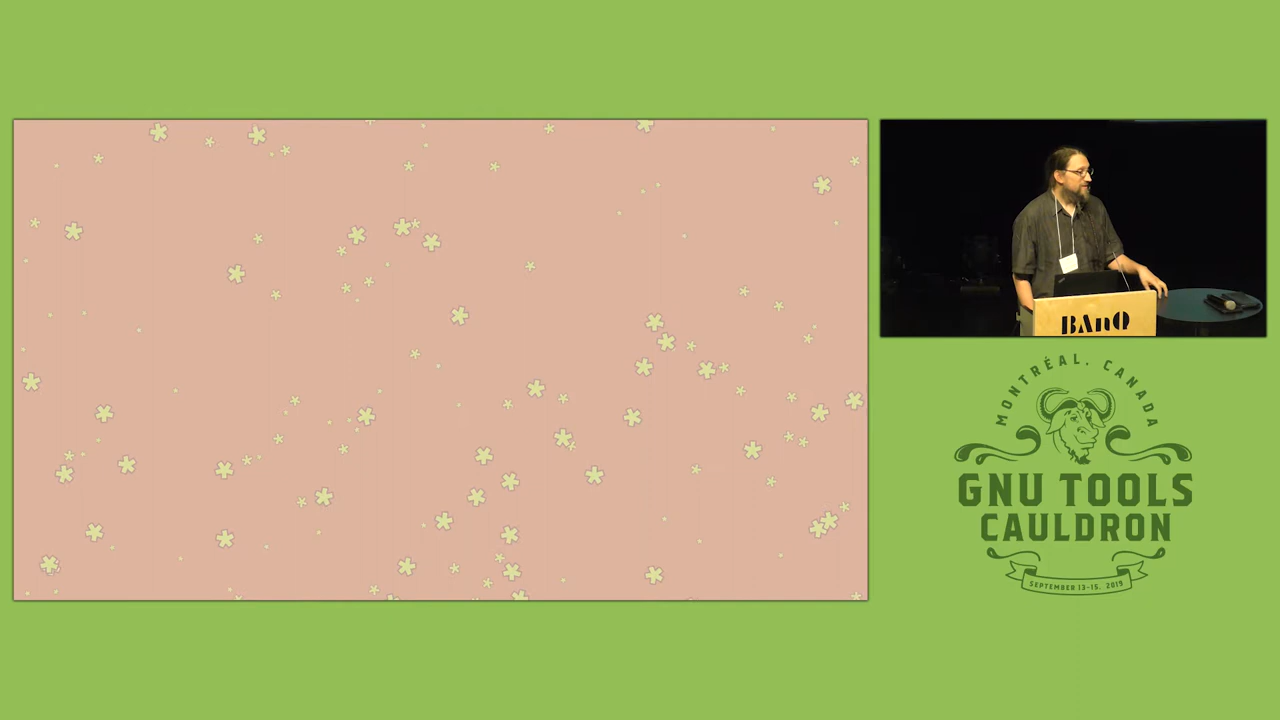 BAnQ
MONTRÉAL, CANADA
GNU TOOLS
CAULDRON
SEPTEMBER 13-15, 2019